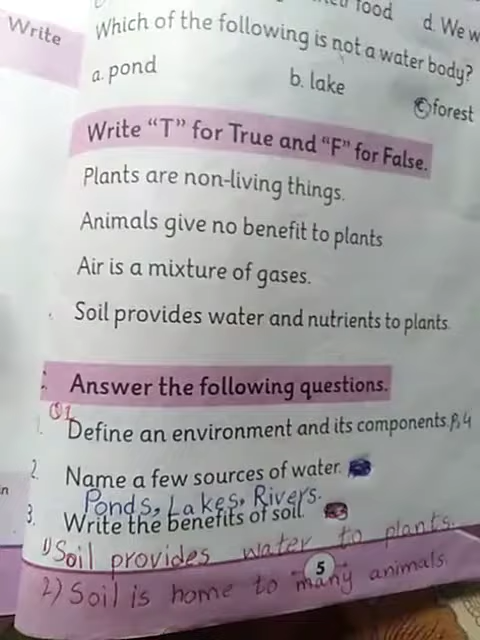 food d. We w
Write
Which of the following is not a water body?
a. pond b. lake c forest
Write "T" for True and "F" for False.
Plants are non-living things.
Animals give no benefit to plants
Air is a mixture of gases.
Soil provides water and nutrients to plants.
Answer the following questions.
Q1
1. Define an environment and its components. P, 4
2. Name a few sources of water.
Ponds, Lakes, Rivers.
3. Write the benefits of soil.
1) Soil provides water to plants.
5
2) Soil is home to many animals.